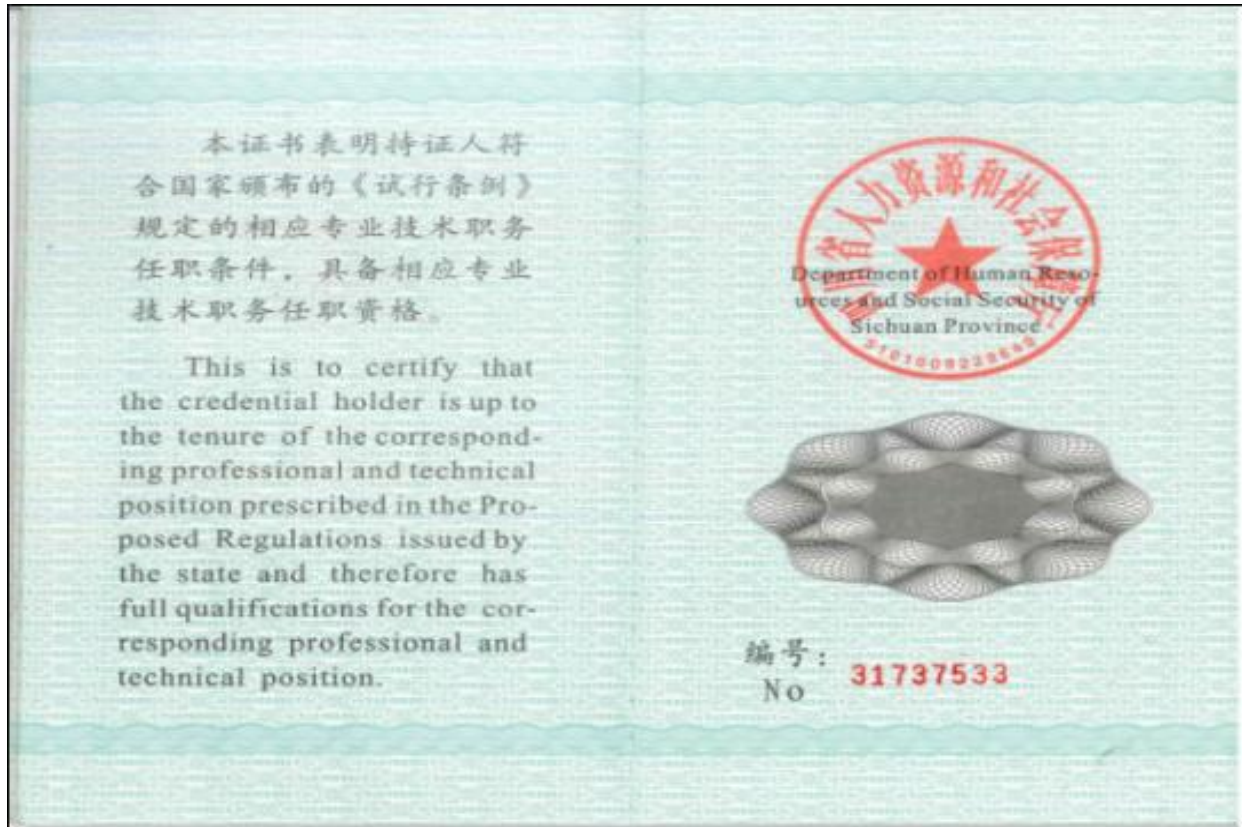 本证书表明持证人符
合国家颁布的《试行条例》
规定的相应专业技术职务
任职条件，具备相应专业
技术职务任职资格。
This is to certify that
the credential holder is up to
the tenure of the correspond-
ing professional and technical
position prescribed in the Pro-
posed Regulations issued by
the state and therefore has
full qualifications for the cor-
responding professional and
technical position.
四川省人力资源和社会保障厅
Department of Human Reso-
urces and Social Security of
Sichuan Province
编号：
No 31737533